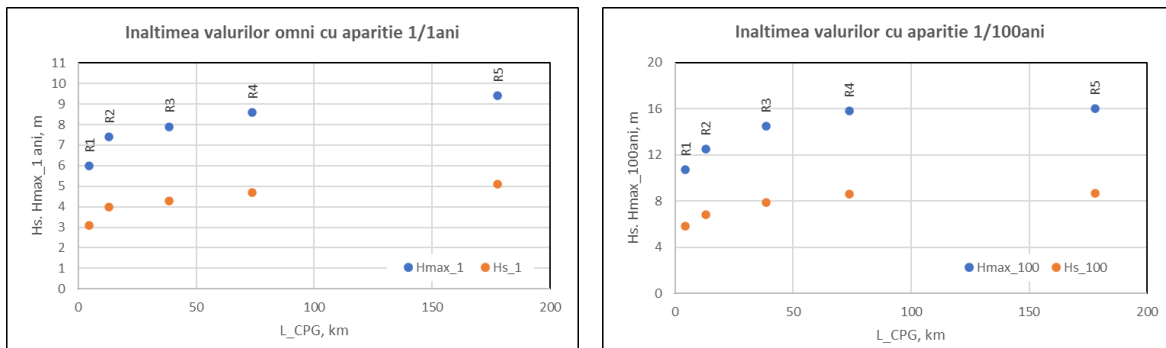 Inaltimea valurilor omni cu aparitie 1/1ani
11
10
9
8
7
6
5
4
3
2
1
0
Hs. Hmax_1 ani, m
R1
R2
R3
R4
R5
Hmax_1 Hs_1
0 50 100 150 200
L_CPG, km
Inaltimea valurilor cu aparitie 1/100ani
20
16
12
8
4
0
Hs. Hmax_100ani, m
R1
R2
R3
R4
R5
Hmax_100 Hs_100
0 50 100 150 200
L_CPG, km